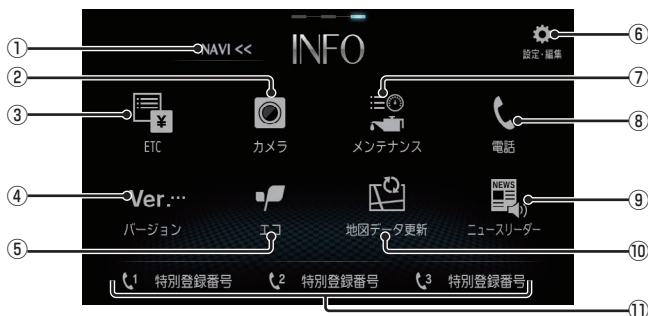 ① NAVI << INFO ⑥
設定・編集
② ⑦
③ ¥ ⑧
ETC カメラ メンテナンス 電話
④ Ver.… NEWS ⑨
バージョン エコ 地図データ更新 ニュースリーダー
⑤ ⑩
1 特別登録番号 2 特別登録番号 3 特別登録番号
⑪